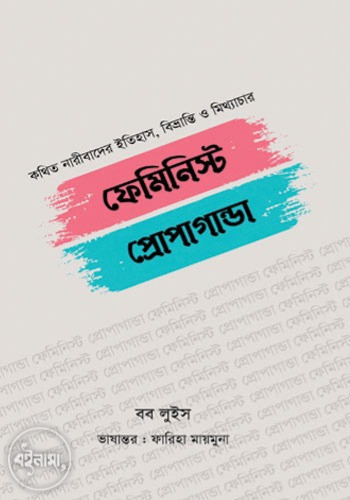 কথিত নারীবাদের ইতিহাস, বিভ্রান্তি ও মিথ্যাচার
ফেমিনিস্ট
প্রোপাগান্ডা
প্রোপাগান্ডা ফেমিনিস্ট প্রোপাগান্ডা ফেমিনিস্ট
বব লুইস
ভাষান্তর : ফারিহা মায়মুনা
বইনামা